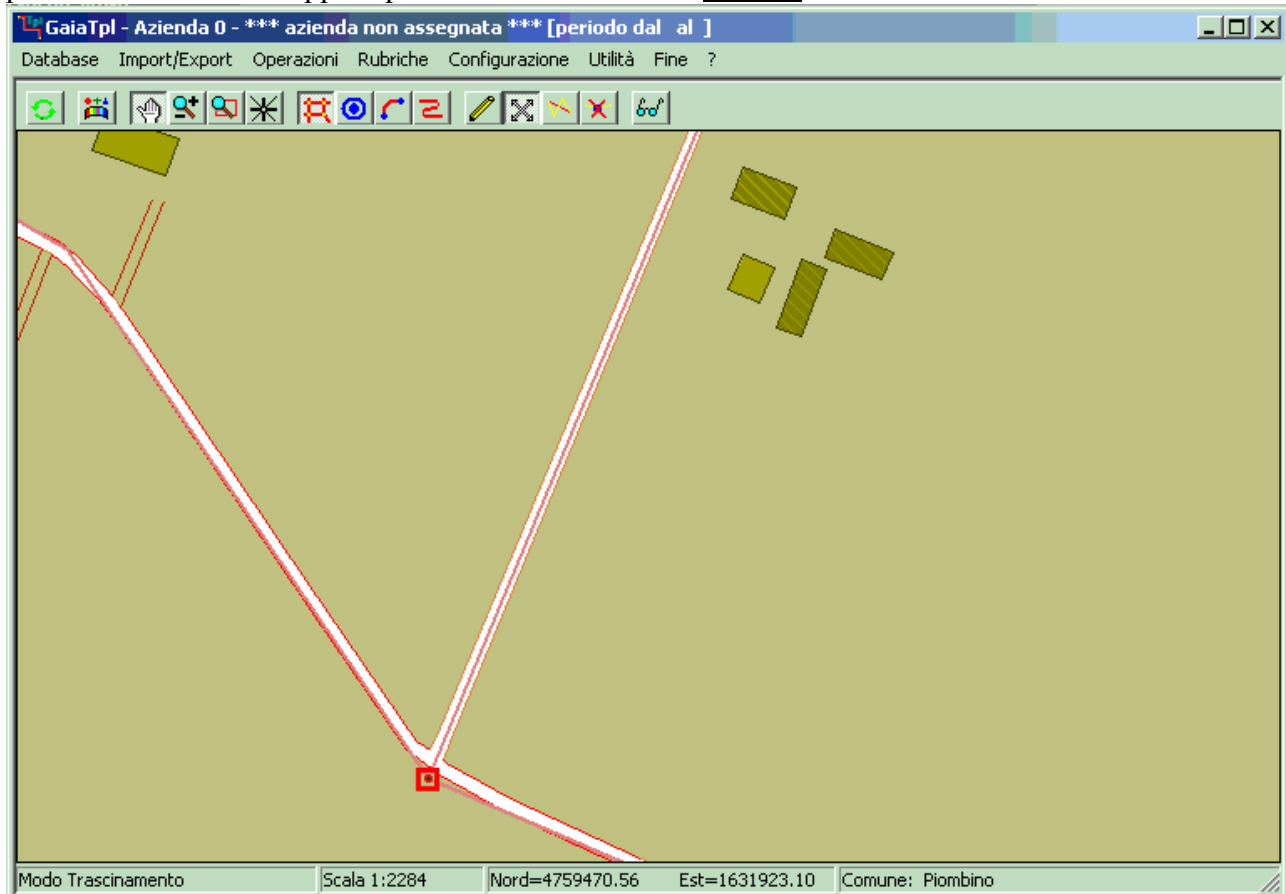 GaiaTpl - Azienda 0 - *** azienda non assegnata *** [periodo dal al ]
Database Import/Export Operazioni Rubriche Configurazione Utilità Fine ?
Modo Trascinamento Scala 1:2284 Nord=4759470.56 Est=1631923.10 Comune: Piombino